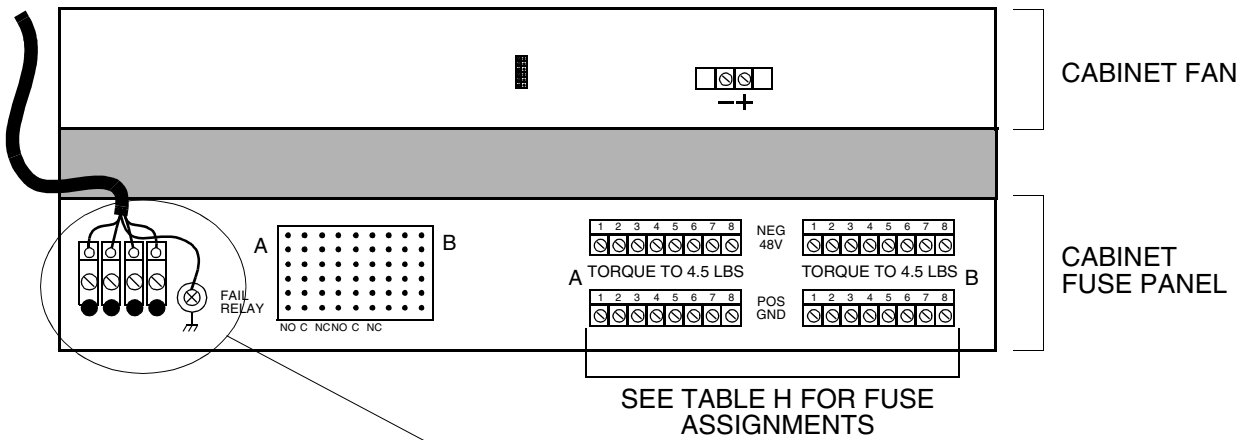 CABINET FAN
− +
A
B
FAIL
RELAY
NO C NC NO C NC
1 2 3 4 5 6 7 8
NEG
48V
1 2 3 4 5 6 7 8
A
TORQUE TO 4.5 LBS
TORQUE TO 4.5 LBS
B
1 2 3 4 5 6 7 8
POS
GND
1 2 3 4 5 6 7 8
CABINET
FUSE PANEL
SEE TABLE H FOR FUSE
ASSIGNMENTS